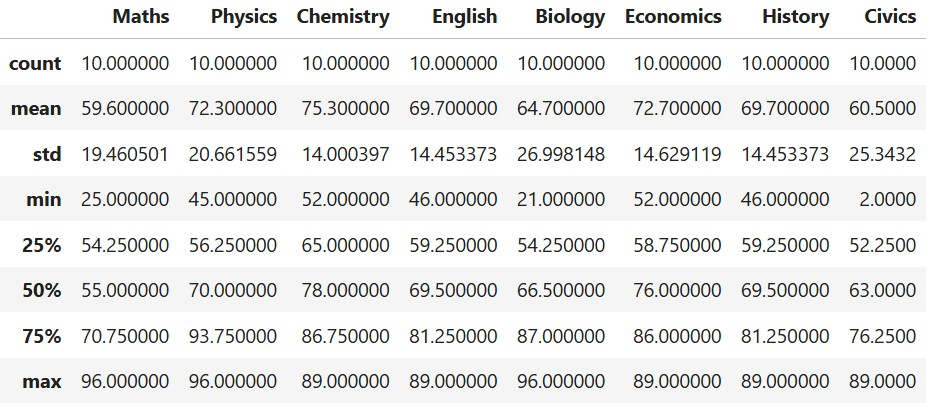 Maths Physics Chemistry English Biology Economics History Civics
count 10.000000 10.000000 10.000000 10.000000 10.000000 10.000000 10.000000 10.0000
mean 59.600000 72.300000 75.300000 69.700000 64.700000 72.700000 69.700000 60.5000
std 19.460501 20.661559 14.000397 14.453373 26.998148 14.629119 14.453373 25.3432
min 25.000000 45.000000 52.000000 46.000000 21.000000 52.000000 46.000000 2.0000
25% 54.250000 56.250000 65.000000 59.250000 54.250000 58.750000 59.250000 52.2500
50% 55.000000 70.000000 78.000000 69.500000 66.500000 76.000000 69.500000 63.0000
75% 70.750000 93.750000 86.750000 81.250000 87.000000 86.000000 81.250000 76.2500
max 96.000000 96.000000 89.000000 89.000000 96.000000 89.000000 89.000000 89.0000